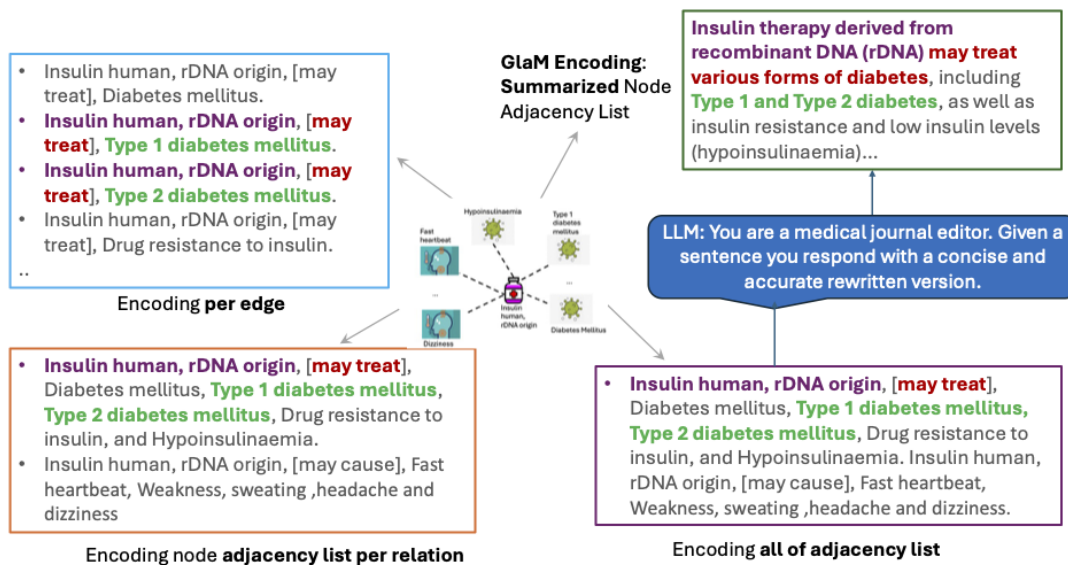 • Insulin human, rDNA origin, [may
treat], Diabetes mellitus.
• Insulin human, rDNA origin, [may
treat], Type 1 diabetes mellitus.
• Insulin human, rDNA origin, [may
treat], Type 2 diabetes mellitus.
• Insulin human, rDNA origin, [may
treat], Drug resistance to insulin.
..
Encoding per edge
GlaM Encoding:
Summarized Node
Adjacency List
Insulin therapy derived from
recombinant DNA (rDNA) may treat
various forms of diabetes, including
Type 1 and Type 2 diabetes, as well as
insulin resistance and low insulin levels
(hypoinsulinaemia)...
LLM: You are a medical journal editor. Given a
sentence you respond with a concise and
accurate rewritten version.
Hypoinsulinaemia
Type 1
diabetes
mellitus
Fast
heartbeat
...
...
Insulin
human,
rDNA origin
Dizziness
Diabetes Mellitus
• Insulin human, rDNA origin, [may treat],
Diabetes mellitus, Type 1 diabetes mellitus,
Type 2 diabetes mellitus, Drug resistance to
insulin, and Hypoinsulinaemia.
• Insulin human, rDNA origin, [may cause], Fast
heartbeat, Weakness, sweating ,headache and
dizziness
Encoding node adjacency list per relation
• Insulin human, rDNA origin, [may treat],
Diabetes mellitus, Type 1 diabetes mellitus,
Type 2 diabetes mellitus, Drug resistance to
insulin, and Hypoinsulinaemia. Insulin human,
rDNA origin, [may cause], Fast heartbeat,
Weakness, sweating ,headache and dizziness.
Encoding all of adjacency list